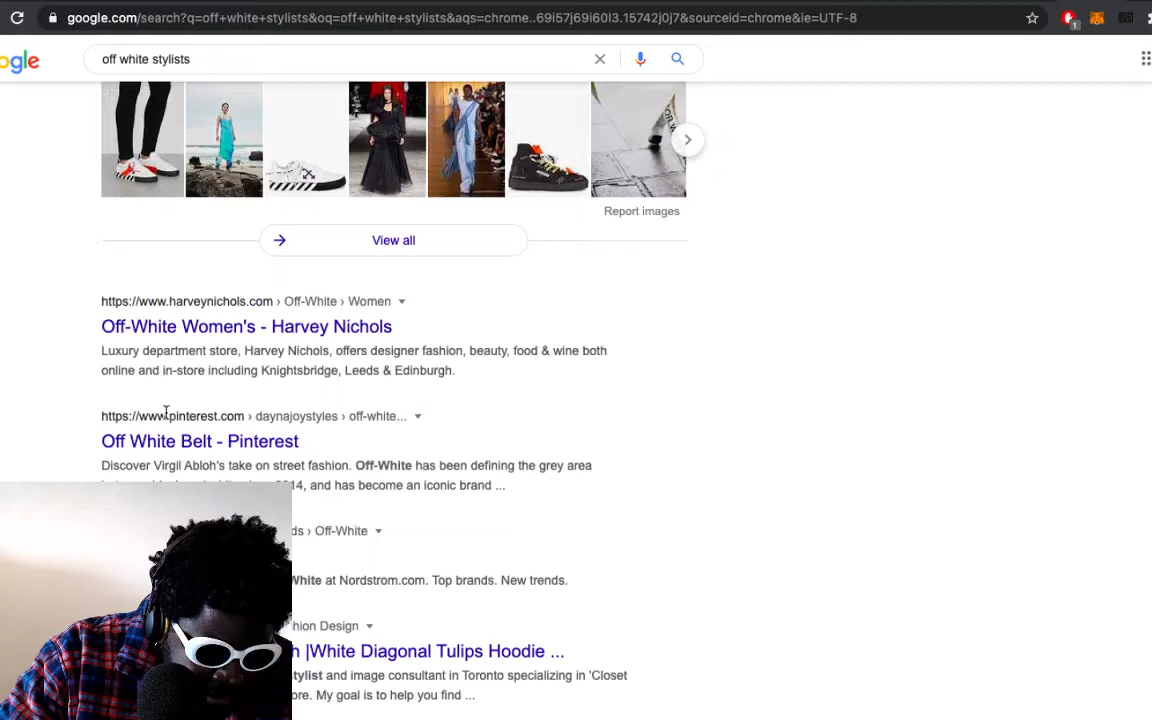 google.com/search?q=off+white+stylists&oq=off+white+stylists&aqs=chrome..69i57j69i60l3.15742j0j7&sourceid=chrome&ie=UTF-8
1
ogle
off white stylists
Report images
View all
https://www.harveynichols.com › Off-White › Women
Off-White Women's - Harvey Nichols
Luxury department store, Harvey Nichols, offers designer fashion, beauty, food & wine both
online and in-store including Knightsbridge, Leeds & Edinburgh.
https://www.pinterest.com › daynajoystyles › off-white...
Off White Belt - Pinterest
Discover Virgil Abloh's take on street fashion. Off-White has been defining the grey area
14, and has become an iconic brand ...
ds › Off-White
White at Nordstrom.com. Top brands. New trends.
hion Design
h |White Diagonal Tulips Hoodie ...
stylist and image consultant in Toronto specializing in 'Closet
ore. My goal is to help you find ...